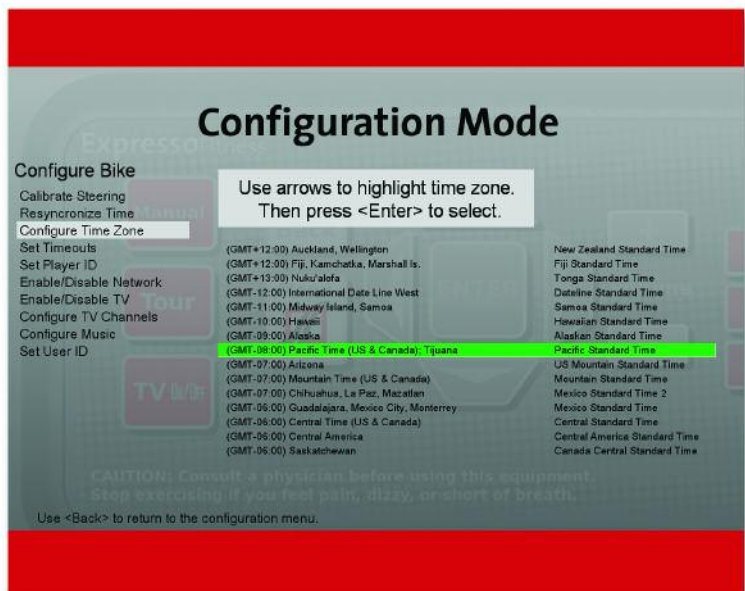 Configuration Mode
Expresso Fitness
Configure Bike
Calibrate Steering
Resyncronize Time
Configure Time Zone
Set Timeouts
Set Player ID
Enable/Disable Network
Enable/Disable TV
Configure TV Channels
Configure Music
Set User ID
Use arrows to highlight time zone.
Then press <Enter> to select.
(GMT+12:00) Auckland, Wellington New Zealand Standard Time
(GMT+12:00) Fiji, Kamchatka, Marshall Is. Fiji Standard Time
(GMT+13:00) Nuku'alofa Tonga Standard Time
(GMT-12:00) International Date Line West Dateline Standard Time
(GMT-11:00) Midway Island, Samoa Samoa Standard Time
(GMT-10:00) Hawaii Hawaiian Standard Time
(GMT-09:00) Alaska Alaskan Standard Time
(GMT-08:00) Pacific Time (US & Canada); Tijuana Pacific Standard Time
(GMT-07:00) Arizona US Mountain Standard Time
(GMT-07:00) Mountain Time (US & Canada) Mountain Standard Time
(GMT-07:00) Chihuahua, La Paz, Mazatlan Mexico Standard Time 2
(GMT-06:00) Guadalajara, Mexico City, Monterrey Mexico Standard Time
(GMT-06:00) Central Time (US & Canada) Central Standard Time
(GMT-06:00) Central America Central America Standard Time
(GMT-06:00) Saskatchewan Canada Central Standard Time
Manual
Tour
TV On/Off
CAUTION: Consult a physician before using this equipment.
Stop exercising if you feel pain, dizzy, or short of breath.
Use <Back> to return to the configuration menu.